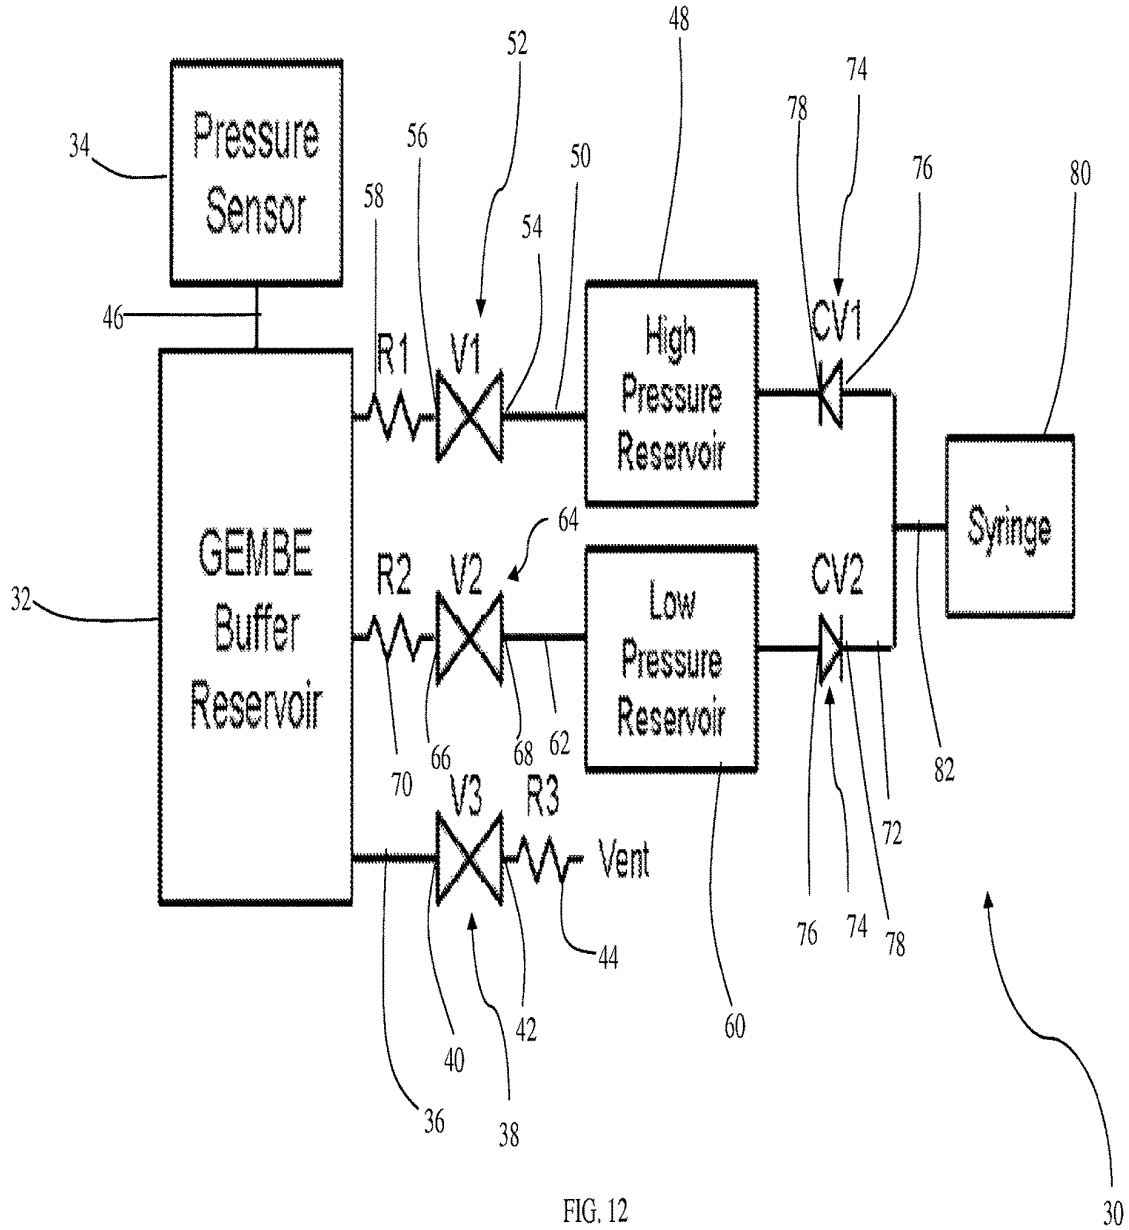 48
52
74
34
Pressure
Sensor
78
56
50
76
80
58
54
46
R1
V1
High
Pressure
Reservoir
CV1
64
Syringe
GEMBE
Buffer
Reservoir
R2
V2
Low
Pressure
Reservoir
CV2
32
66
68
62
82
70
V3
R3
72
Vent
76
74
78
44
60
42
40
36
38
30
FIG. 12